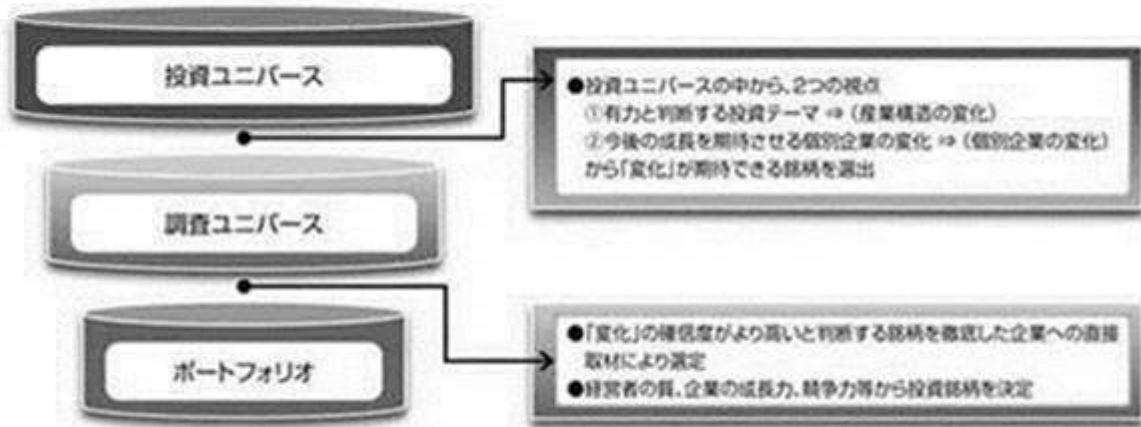 投資ユニバース
●投資ユニバースの中から、2つの視点
①有力と判断する投資テーマ ⇒ (産業構造の変化)
②今後の成長を期待させる個別企業の変化 ⇒ (個別企業の変化)
から「変化」が期待できる銘柄を選出
調査ユニバース
●「変化」の確信度がより高いと判断する銘柄を徹底した企業への直接
取材により選定
●経営者の質、企業の成長力、競争力等から投資銘柄を決定
ポートフォリオ